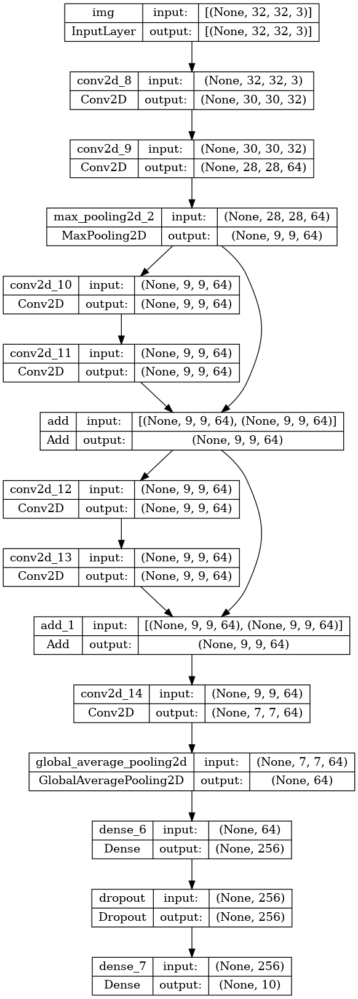 img input: [(None, 32, 32, 3)]
InputLayer output: [(None, 32, 32, 3)]
conv2d_8 input: (None, 32, 32, 3)
Conv2D output: (None, 30, 30, 32)
conv2d_9 input: (None, 30, 30, 32)
Conv2D output: (None, 28, 28, 64)
max_pooling2d_2 input: (None, 28, 28, 64)
MaxPooling2D output: (None, 9, 9, 64)
conv2d_10 input: (None, 9, 9, 64)
Conv2D output: (None, 9, 9, 64)
conv2d_11 input: (None, 9, 9, 64)
Conv2D output: (None, 9, 9, 64)
add input: [(None, 9, 9, 64), (None, 9, 9, 64)]
Add output: (None, 9, 9, 64)
conv2d_12 input: (None, 9, 9, 64)
Conv2D output: (None, 9, 9, 64)
conv2d_13 input: (None, 9, 9, 64)
Conv2D output: (None, 9, 9, 64)
add_1 input: [(None, 9, 9, 64), (None, 9, 9, 64)]
Add output: (None, 9, 9, 64)
conv2d_14 input: (None, 9, 9, 64)
Conv2D output: (None, 7, 7, 64)
global_average_pooling2d input: (None, 7, 7, 64)
GlobalAveragePooling2D output: (None, 64)
dense_6 input: (None, 64)
Dense output: (None, 256)
dropout input: (None, 256)
Dropout output: (None, 256)
dense_7 input: (None, 256)
Dense output: (None, 10)